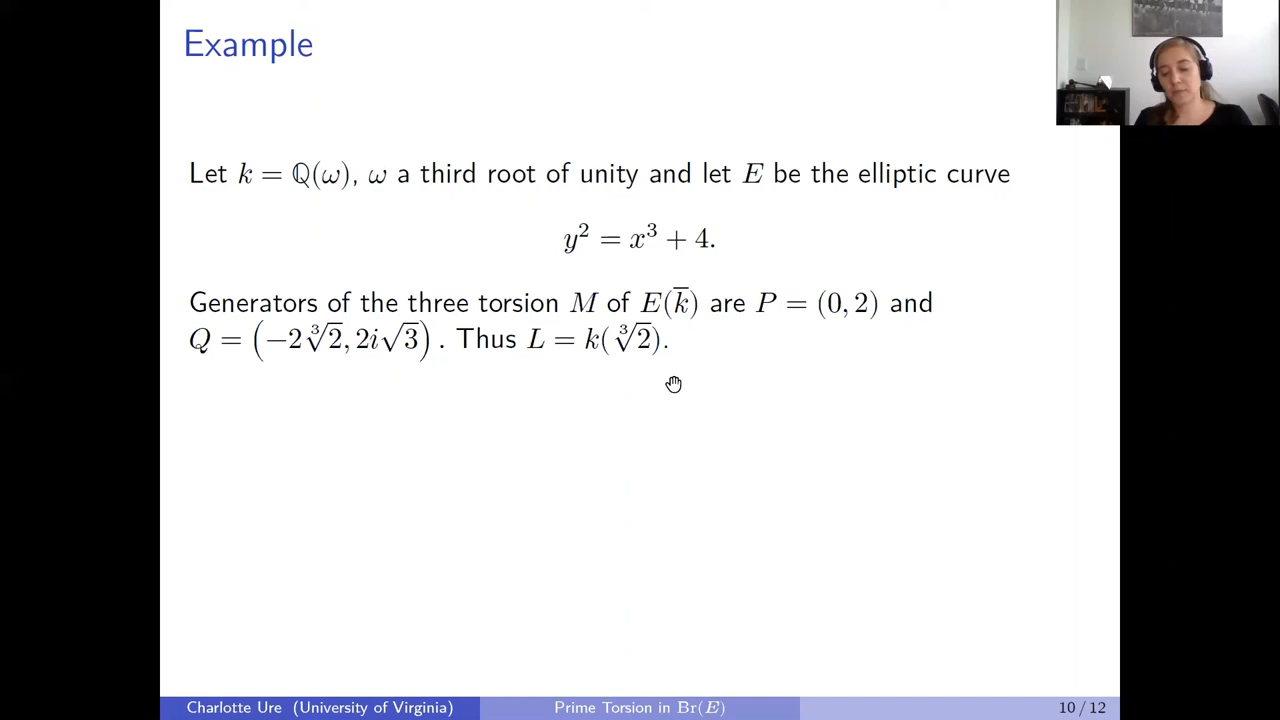 Example
Let k = ℚ(ω), ω a third root of unity and let E be the elliptic curve
y² = x³ + 4.
Generators of the three torsion M of E(k̅) are P = (0, 2) and
Q = (−2∛2, 2i√3). Thus L = k(∛2).
Charlotte Ure (University of Virginia) Prime Torsion in Br(E) 10 / 12